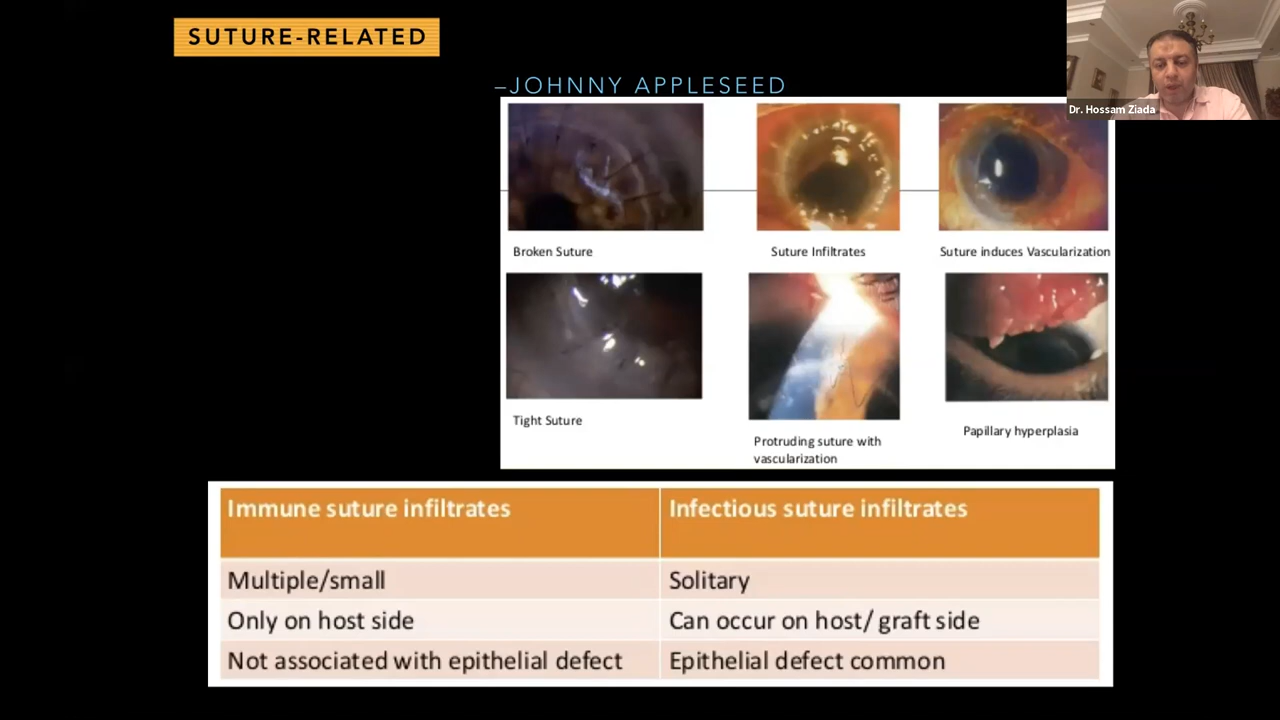 SUTURE-RELATED
–JOHNNY APPLESEED
Dr. Hossam Ziada
Broken Suture
Suture Infiltrates
Suture induces Vascularization
Tight Suture
Protruding suture with
vascularization
Papillary hyperplasia
Immune suture infiltrates
Infectious suture infiltrates
Multiple/small
Solitary
Only on host side
Can occur on host/ graft side
Not associated with epithelial defect
Epithelial defect common